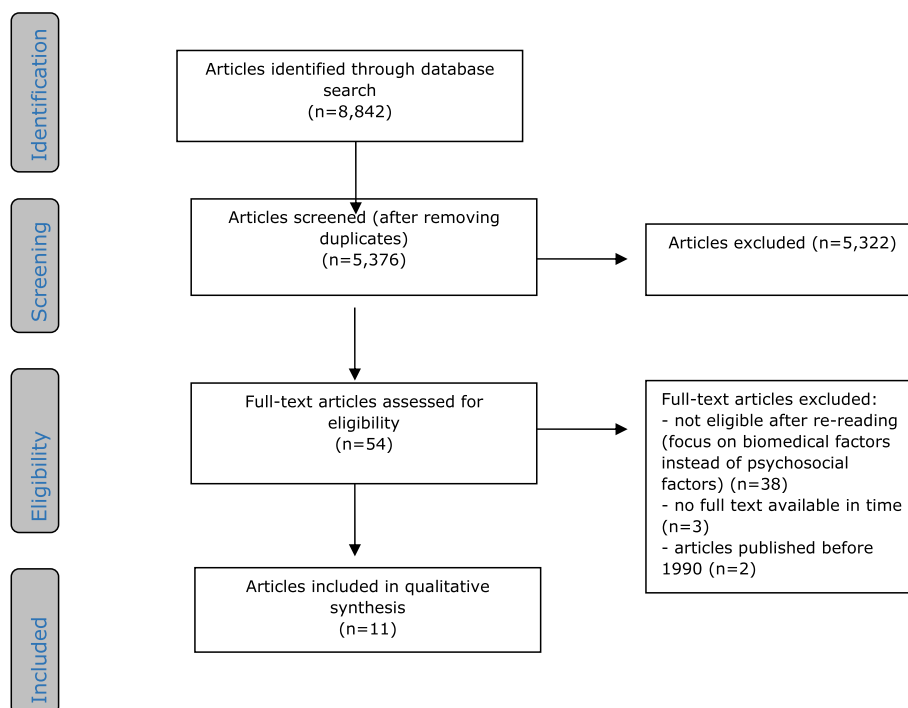 Identification
Articles identified through database
search
(n=8,842)
Screening
Articles screened (after removing
duplicates)
(n=5,376)
Articles excluded (n=5,322)
Eligibility
Full-text articles assessed for
eligibility
(n=54)
Full-text articles excluded:
- not eligible after re-reading
(focus on biomedical factors
instead of psychosocial
factors) (n=38)
- no full text available in time
(n=3)
- articles published before
1990 (n=2)
Included
Articles included in qualitative
synthesis
(n=11)